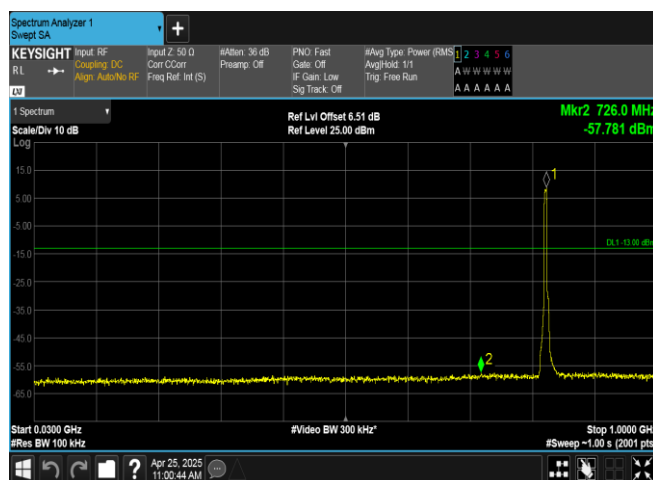 Spectrum Analyzer 1
Swept SA
+
KEYSIGHT Input: RF Input Z: 50 Ω #Atten: 36 dB PNO: Fast #Avg Type: Power (RMS 1 2 3 4 5 6
RL Coupling: DC Corr CCorr Preamp: Off Gate: Off Avg|Hold: 1/1 A W W W W W
Align: Auto/No RF Freq Ref: Int (S) IF Gain: Low Trig: Free Run
LXI Sig Track: Off A A A A A A
1 Spectrum Ref Lvl Offset 6.51 dB Mkr2 726.0 MHz
Scale/Div 10 dB Ref Level 25.00 dBm -57.781 dBm
Log
15.0
1
5.00
-5.00
DL1 -13.00 dBm
-25.0
-35.0
-45.0
-55.0
2
-65.0
Start 0.0300 GHz #Video BW 300 kHz* Stop 1.0000 GHz
#Res BW 100 kHz #Sweep ~1.00 s (2001 pts
? Apr 25, 2025
11:00:44 AM